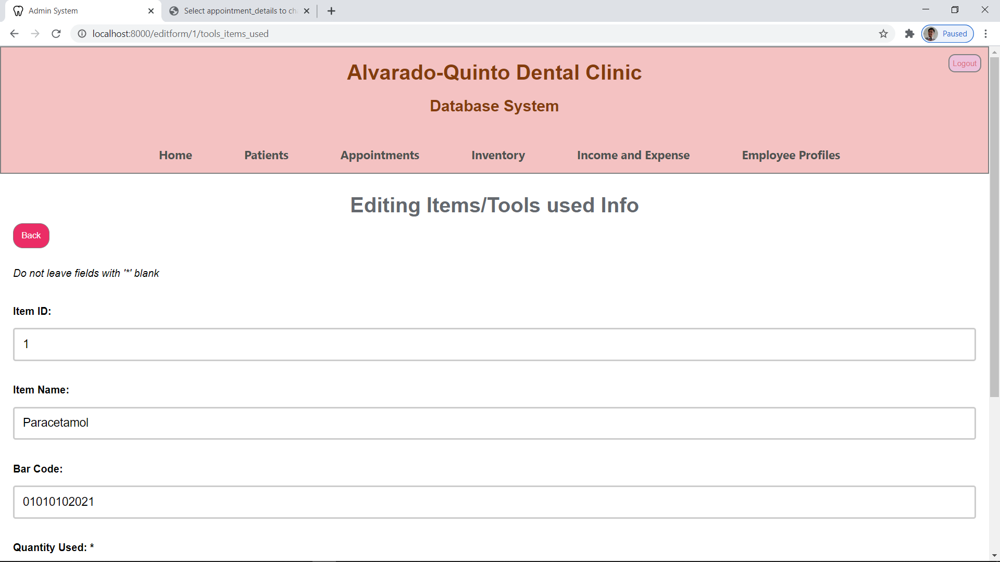 Admin System
Select appointment_details to ch
localhost:8000/editform/1/tools_items_used
Paused
Logout
Alvarado-Quinto Dental Clinic
Database System
Home Patients Appointments Inventory Income and Expense Employee Profiles
Editing Items/Tools used Info
Back
Do not leave fields with '*' blank
Item ID:
1
Item Name:
Paracetamol
Bar Code:
01010102021
Quantity Used: *